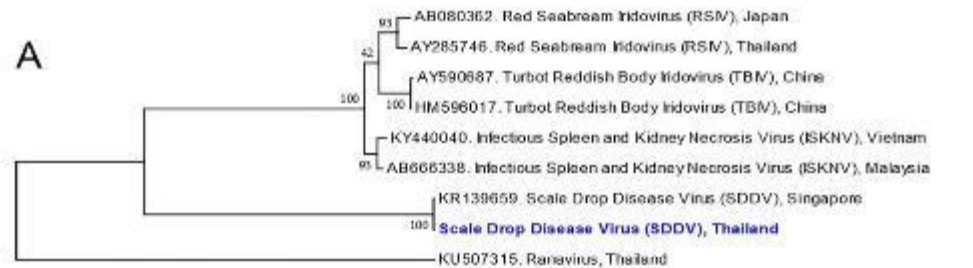 A
93
AB080362. Red Seabream Iridovirus (RSIV), Japan
AY285746. Red Seabream Iridovirus (RSIV), Thailand
42
AY590687. Turbot Reddish Body Iridovirus (TBIV), China
100
HM596017. Turbot Reddish Body Iridovirus (TBIV), China
100
KY440040. Infectious Spleen and Kidney Necrosis Virus (ISKNV), Vietnam
93
AB666338. Infectious Spleen and Kidney Necrosis Virus (ISKNV), Malaysia
KR139659. Scale Drop Disease Virus (SDDV), Singapore
100
Scale Drop Disease Virus (SDDV), Thailand
KU507315. Ranavirus, Thailand